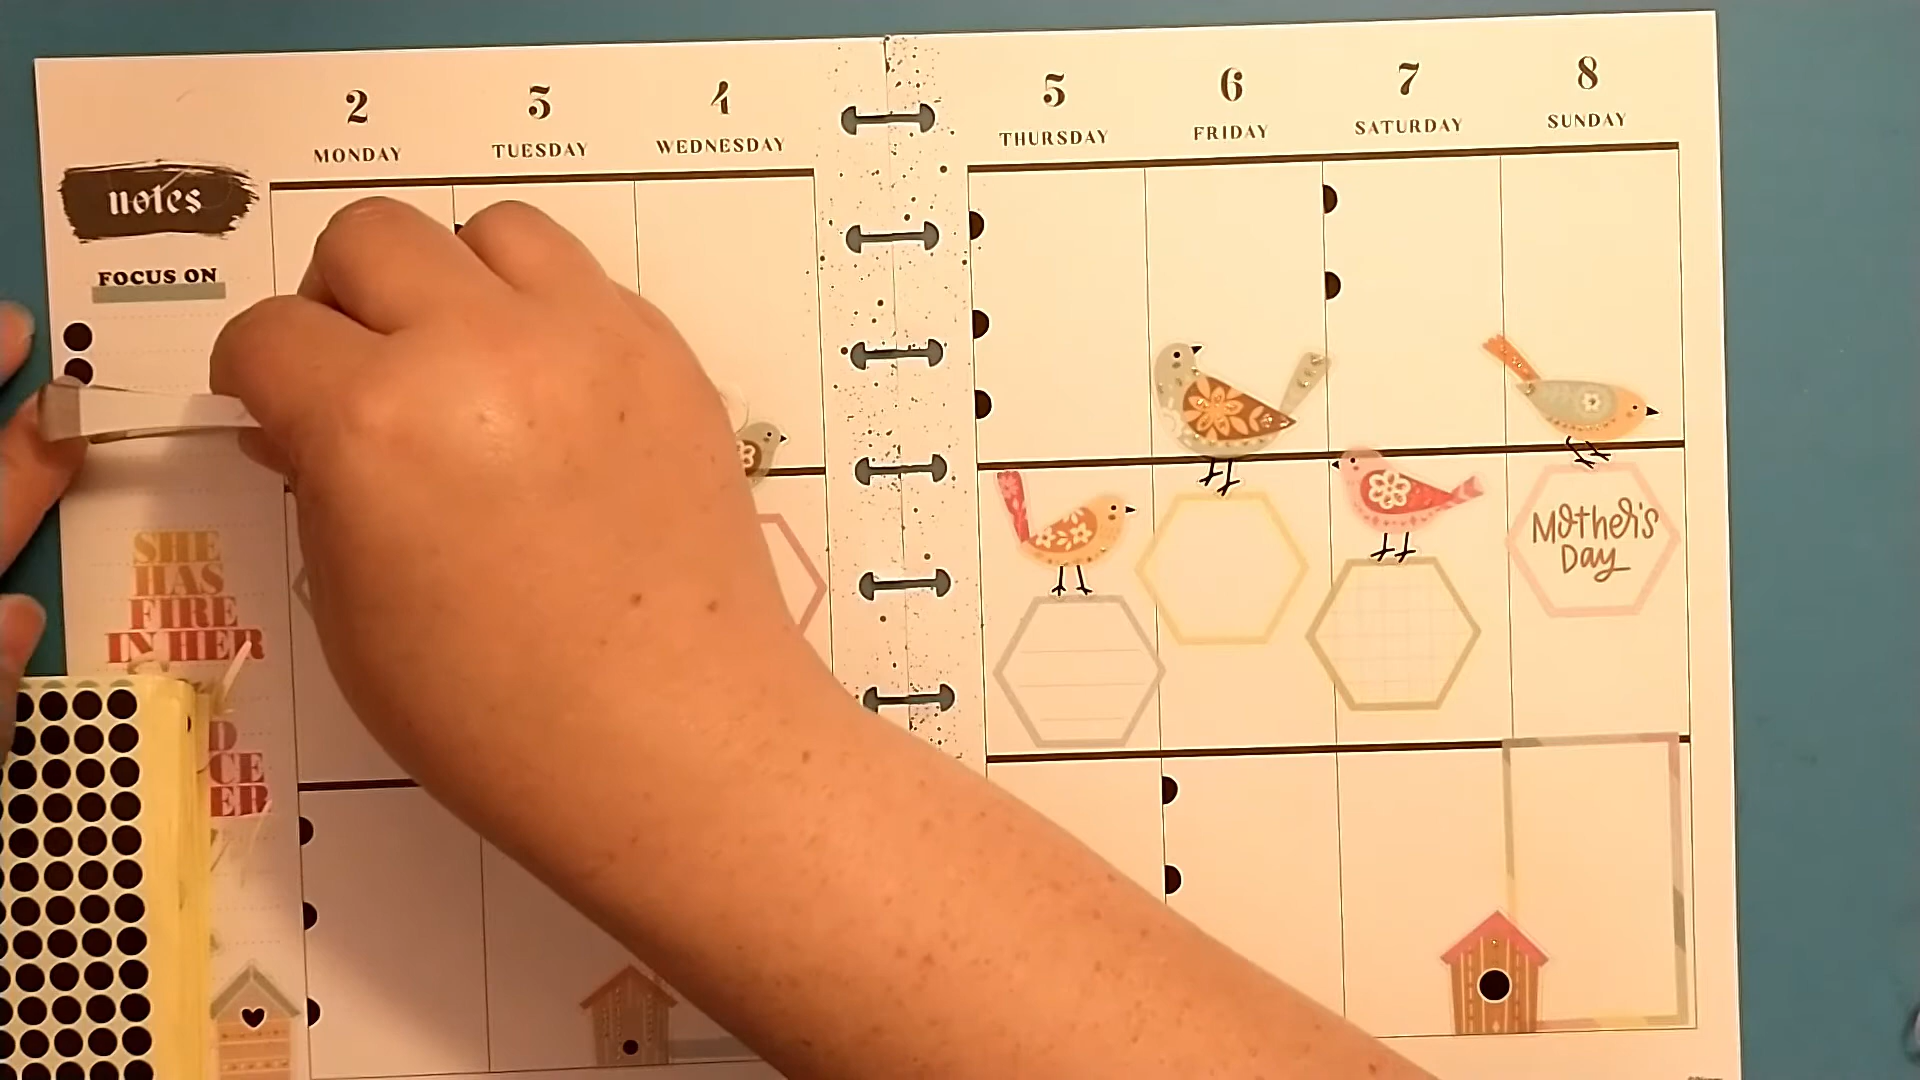 2
MONDAY
3
TUESDAY
4
WEDNESDAY
5
THURSDAY
6
FRIDAY
7
SATURDAY
8
SUNDAY
notes
FOCUS ON
SHE
HAS
FIRE
IN HER
Mother's
Day